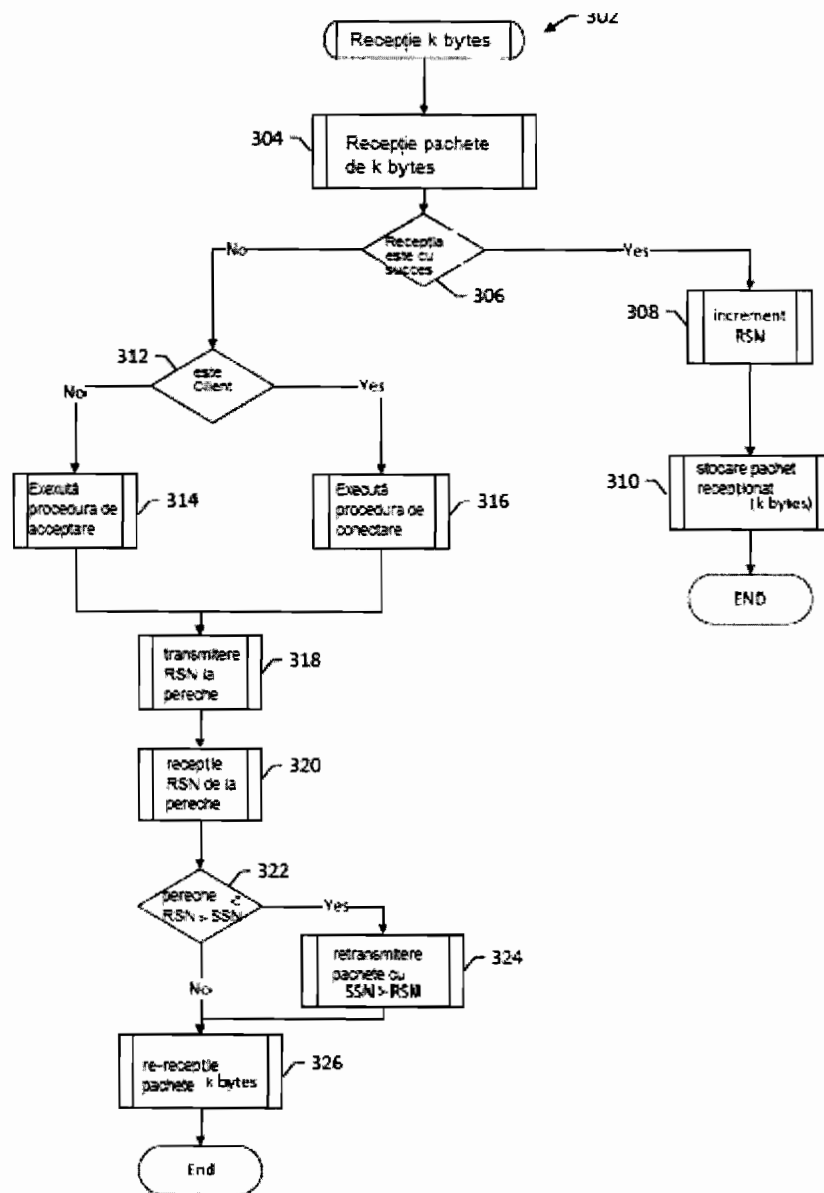 302
Recepție k bytes
304
Recepție pachete
de k bytes
Receptia
este cu
succes
306
No
Yes
308
increment
RSN
312
este
Client
No
Yes
310
stocare pachet
receptionat
(k bytes)
Exexută
procedura de
acceptare
314
Execută
procedura de
conectare
316
END
transmitere
RSN la
pereche
318
receptie
RSN de la
pereche
320
322
pereche ?
RSN > SSN
Yes
retransmitere
pachete cu
SSN > RSN
324
No
re-receptie
pachete k bytes
326
End